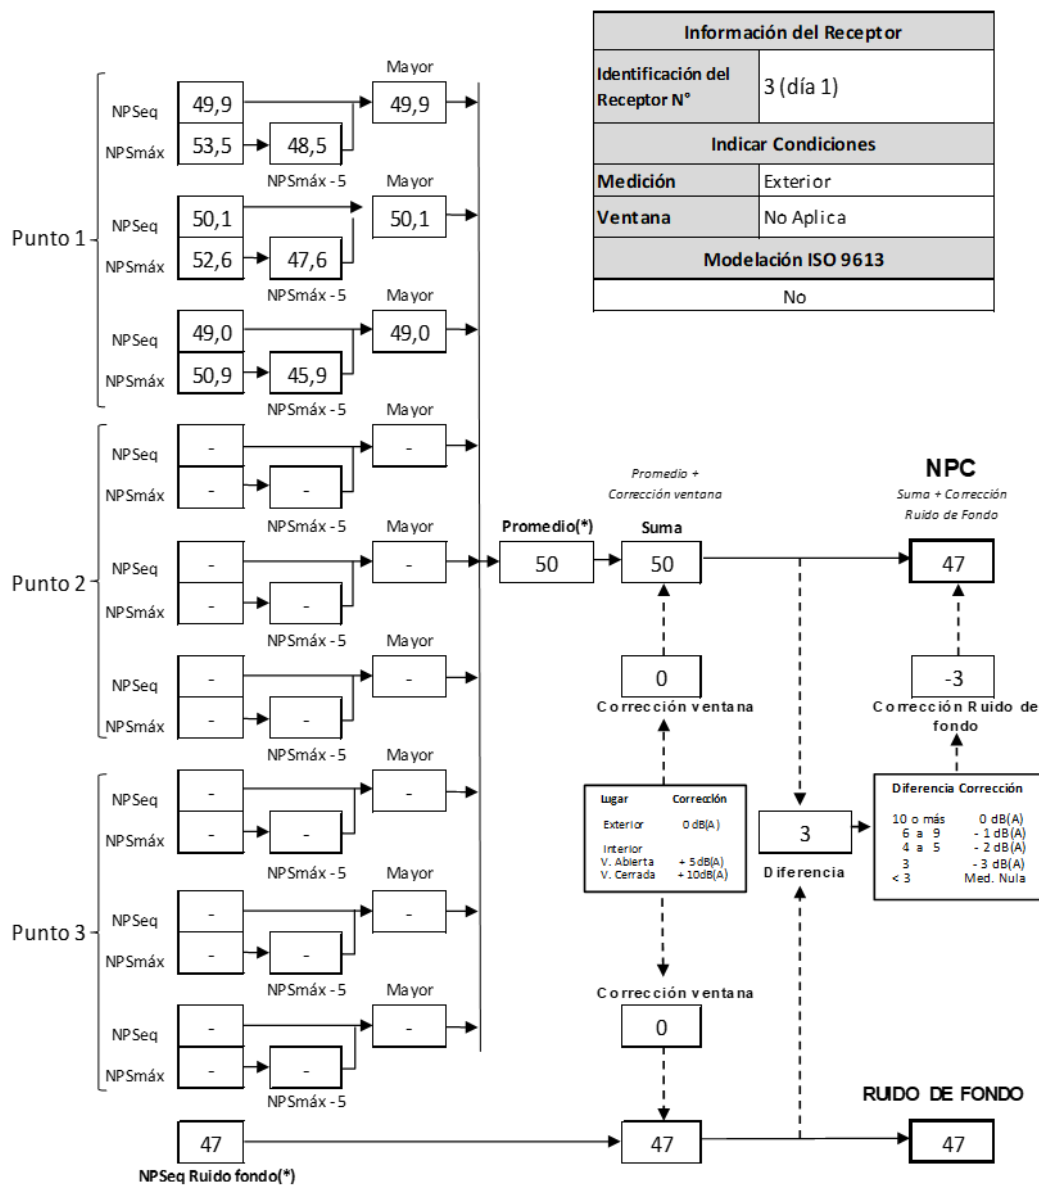 Información del Receptor
Identificación del Receptor N°
3 (día 1)
Indicar Condiciones
Medición
Exterior
Ventana
No Aplica
Modelación ISO 9613
No
Punto 1
Mayor
NPSeq
49,9
49,9
NPSmáx
53,5
48,5
NPSmáx - 5
Mayor
NPSeq
50,1
50,1
NPSmáx
52,6
47,6
NPSmáx - 5
Mayor
NPSeq
49,0
49,0
NPSmáx
50,9
45,9
NPSmáx - 5
Punto 2
Mayor
NPSeq
-
-
NPSmáx
-
-
NPSmáx - 5
Mayor
NPSeq
-
-
NPSmáx
-
-
NPSmáx - 5
Mayor
NPSeq
-
-
NPSmáx
-
-
NPSmáx - 5
Punto 3
Mayor
NPSeq
-
-
NPSmáx
-
-
NPSmáx - 5
Mayor
NPSeq
-
-
NPSmáx
-
-
NPSmáx - 5
Mayor
NPSeq
-
-
NPSmáx
-
-
NPSmáx - 5
47
NPSeq Ruido fondo(*)
Promedio(*)
50
Promedio +
Corrección ventana
Suma
50
0
Corrección ventana
Lugar Corrección
Exterior 0 dB(A)
Interior
V. Abierta + 5dB(A)
V. Cerrada + 10dB(A)
Corrección ventana
0
47
3
Diferencia
NPC
Suma + Corrección
Ruido de Fondo
47
-3
Corrección Ruido de
fondo
Diferencia Corrección
10 o más 0 dB(A)
6 a 9 - 1 dB(A)
4 a 5 - 2 dB(A)
3 - 3 dB(A)
< 3 Med. Nula
RUIDO DE FONDO
47